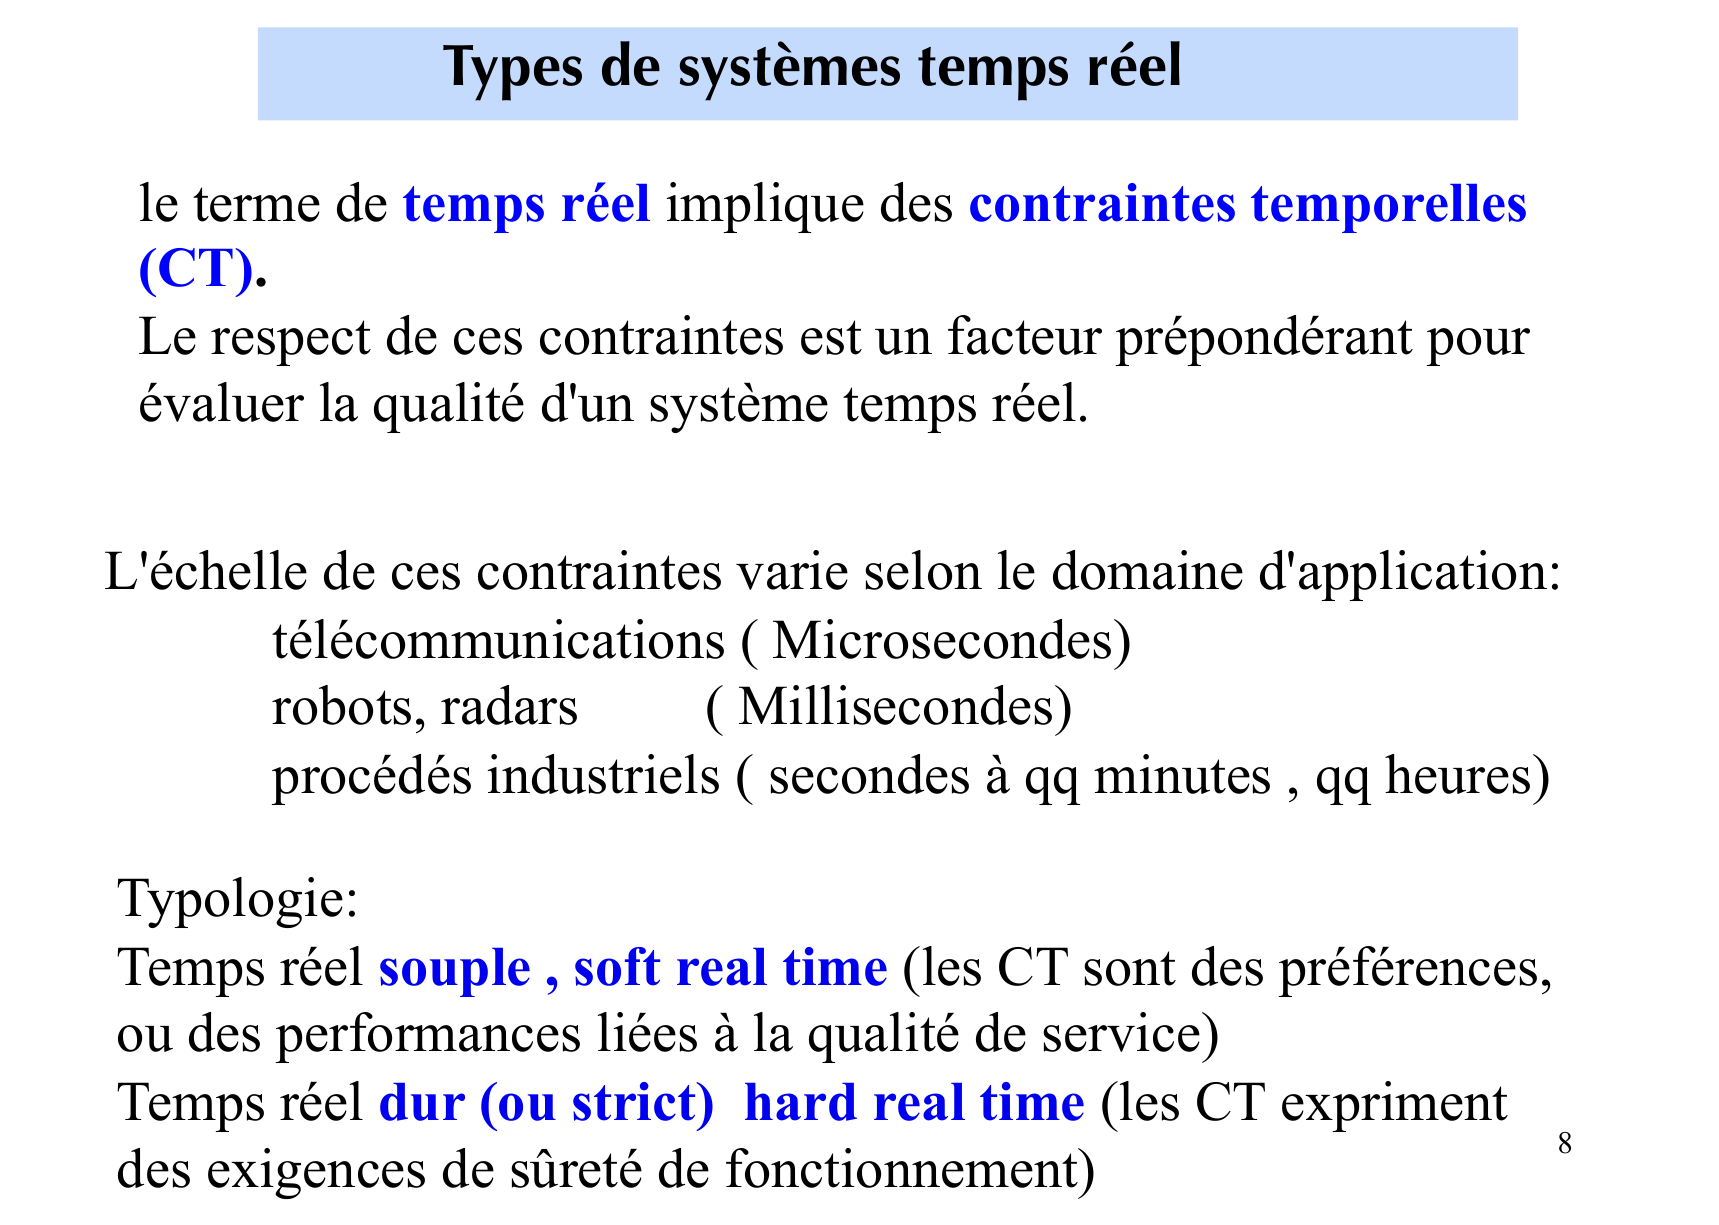 Types de systèmes temps réel
le terme de temps réel implique des contraintes temporelles
(CT).
Le respect de ces contraintes est un facteur prépondérant pour
évaluer la qualité d'un système temps réel.
L'échelle de ces contraintes varie selon le domaine d'application:
télécommunications ( Microsecondes)
robots, radars ( Millisecondes)
procédés industriels ( secondes à qq minutes , qq heures)
Typologie:
Temps réel souple , soft real time (les CT sont des préférences,
ou des performances liées à la qualité de service)
Temps réel dur (ou strict) hard real time (les CT expriment
des exigences de sûreté de fonctionnement)
8